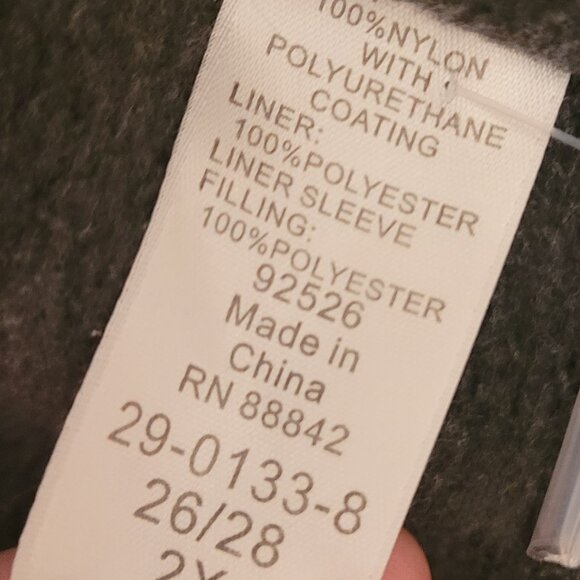 100%NYLON
WITH
POLYURETHANE
COATING
LINER:
100%POLYESTER
LINER SLEEVE
FILLING:
100%POLYESTER
92526
Made in
China
RN 88842
29-0133-8
26/28
2X